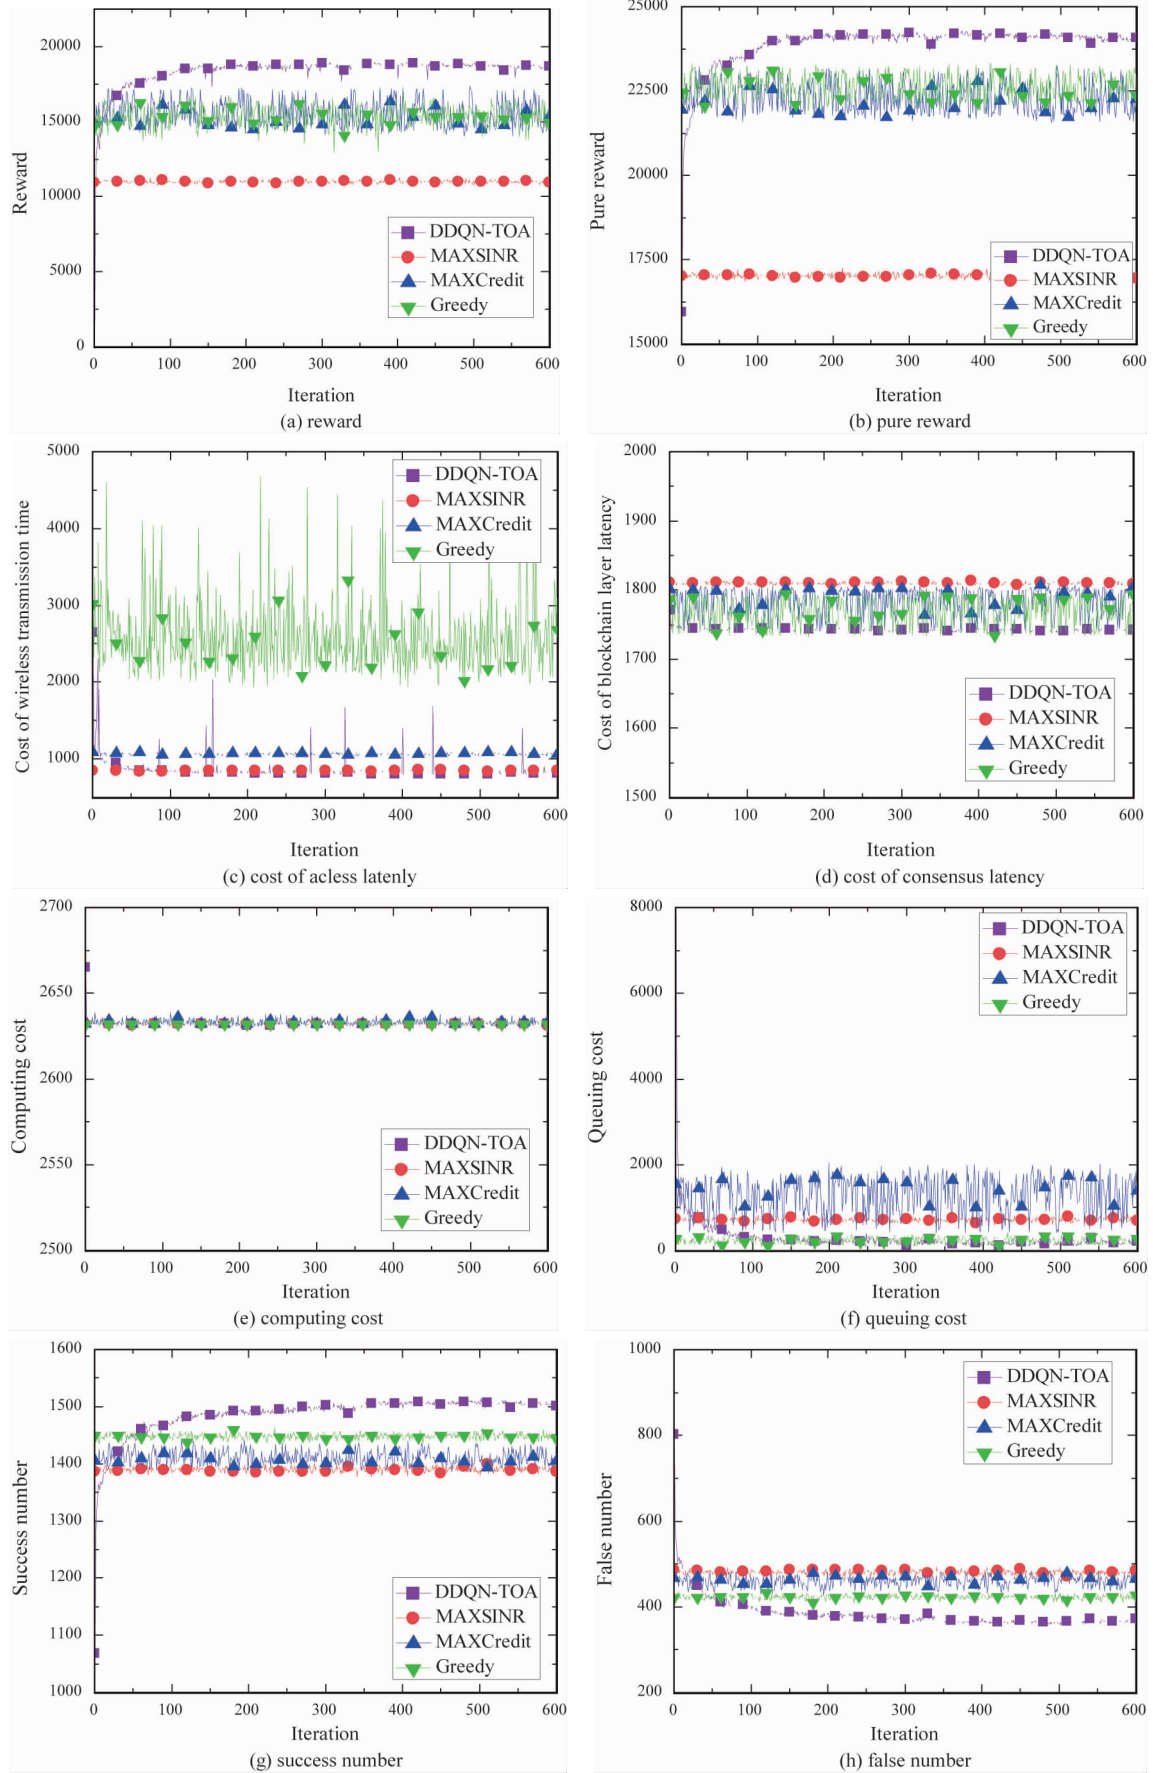 20000
15000
10000
5000
0
Reward
DDQN-TOA
MAXSINR
MAXCredit
Greedy
0 100 200 300 400 500 600
Iteration
(a) reward
25000
22500
20000
17500
15000
Pure reward
DDQN-TOA
MAXSINR
MAXCredit
Greedy
0 100 200 300 400 500 600
Iteration
(b) pure reward
5000
4000
3000
2000
1000
Cost of wireless transmission time
DDQN-TOA
MAXSINR
MAXCredit
Greedy
0 100 200 300 400 500 600
Iteration
(c) cost of acless latenly
2000
1900
1800
1700
1600
1500
Cost of blockchain layer latency
DDQN-TOA
MAXSINR
MAXCredit
Greedy
0 100 200 300 400 500 600
Iteration
(d) cost of consensus latency
2700
2650
2600
2550
2500
Computing cost
DDQN-TOA
MAXSINR
MAXCredit
Greedy
0 100 200 300 400 500 600
Iteration
(e) computing cost
8000
6000
4000
2000
0
Queuing cost
DDQN-TOA
MAXSINR
MAXCredit
Greedy
0 100 200 300 400 500 600
Iteration
(f) queuing cost
1600
1500
1400
1300
1200
1100
1000
Success number
DDQN-TOA
MAXSINR
MAXCredit
Greedy
0 100 200 300 400 500 600
Iteration
(g) success number
1000
800
600
400
200
False number
DDQN-TOA
MAXSINR
MAXCredit
Greedy
0 100 200 300 400 500 600
Iteration
(h) false number